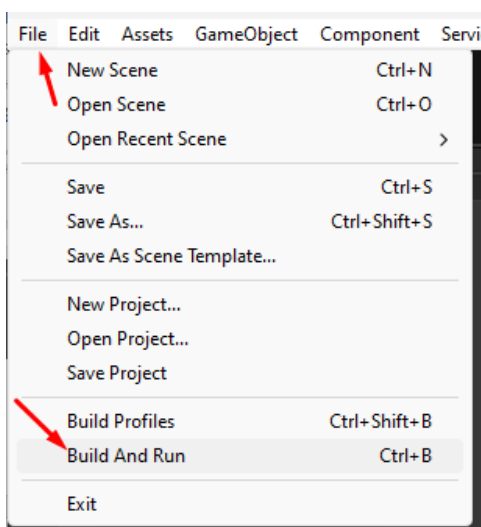 File Edit Assets GameObject Component Servi
New Scene Ctrl+N
Open Scene Ctrl+O
Open Recent Scene >
Save Ctrl+S
Save As... Ctrl+Shift+S
Save As Scene Template...
New Project...
Open Project...
Save Project
Build Profiles Ctrl+Shift+B
Build And Run Ctrl+B
Exit